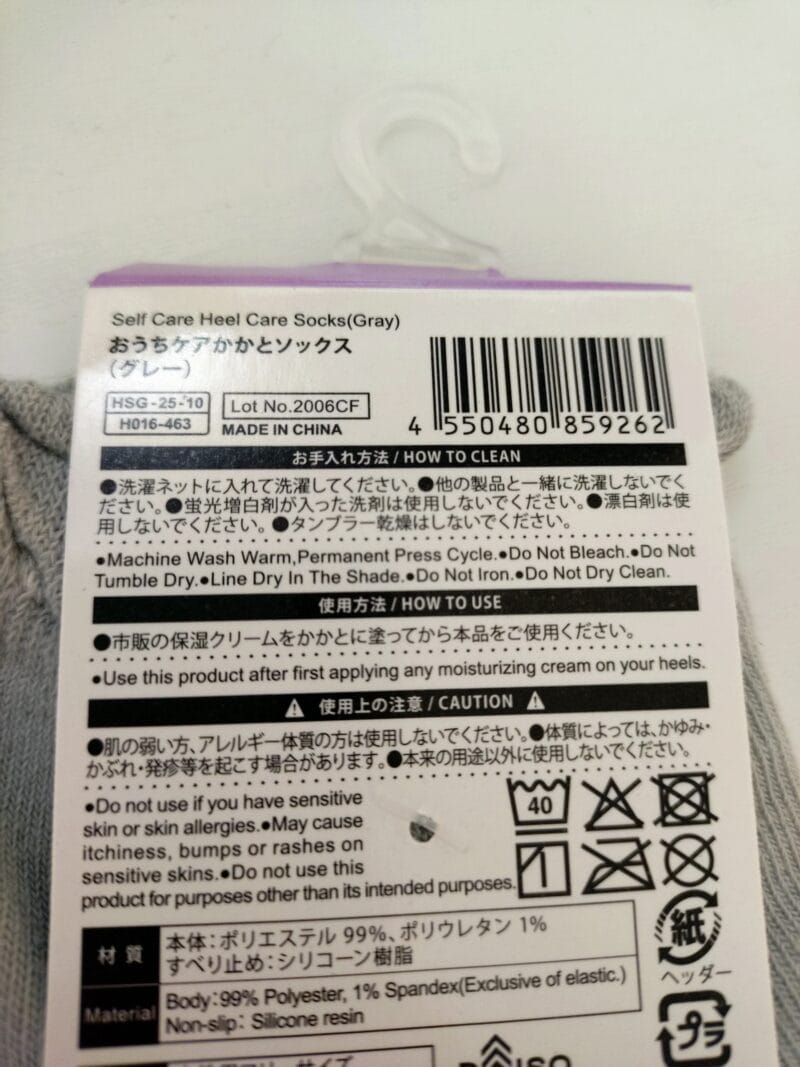 Self Care Heel Care Socks(Gray)
おうちケアかかとソックス
(グレー)
HSG-25-10
H016-463
Lot No.2006CF
MADE IN CHINA
4 550480 859262
お手入れ方法 / HOW TO CLEAN
●洗濯ネットに入れて洗濯してください。●他の製品と一緒に洗濯しないでく
ださい。●蛍光増白剤が入った洗剤は使用しないでください。●漂白剤は使
用しないでください。●タンブラー乾燥はしないでください。
●Machine Wash Warm,Permanent Press Cycle.●Do Not Bleach.●Do Not
Tumble Dry.●Line Dry In The Shade.●Do Not Iron.●Do Not Dry Clean.
使用方法 / HOW TO USE
●市販の保湿クリームをかかとに塗ってから本品をご使用ください。
●Use this product after first applying any moisturizing cream on your heels.
使用上の注意 / CAUTION
●肌の弱い方、アレルギー体質の方は使用しないでください。●体質によっては、かゆみ・
かぶれ・発疹等を起こす場合があります。●本来の用途以外に使用しないでください。
●Do not use if you have sensitive
skin or skin allergies.●May cause
itchiness, bumps or rashes on
sensitive skins.●Do not use this
product for purposes other than its intended purposes.
40
紙
ヘッダー
プラ
材質
本体:ポリエステル 99%、ポリウレタン 1%
すべり止め:シリコーン樹脂
Material
Body:99% Polyester, 1% Spandex(Exclusive of elastic.)
Non-slip: Silicone resin